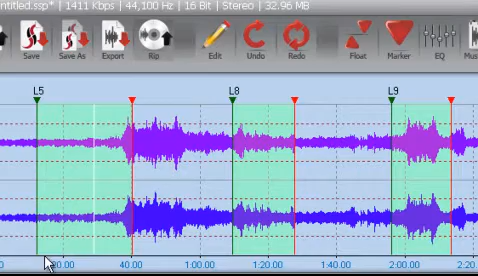 ntitled.ssp* | 1411 Kbps | 44,100 Hz | 16 Bit | Stereo | 32.96 MB
Save Save As Export Rip Edit Undo Redo Float Marker EQ Mus
L5 L8 L9
:00 40:00 1:00:00 1:20:00 1:40:00 2:00:00 2:20